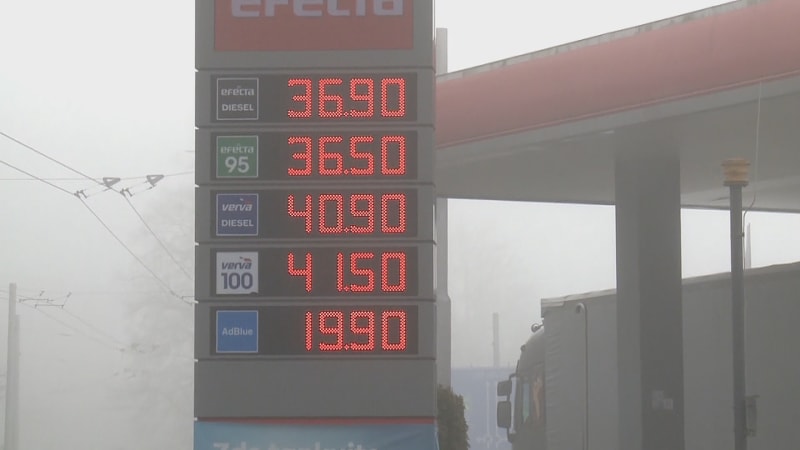 efecta
efecta DIESEL 36.90
efecta 95 36.50
verva DIESEL 40.90
verva 100 41.50
AdBlue 19.90